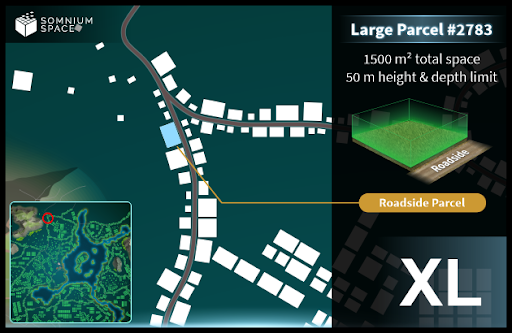 SOMNIUM
SPACE
Large Parcel #2783
1500 m² total space
50 m height & depth limit
Roadside
Roadside Parcel
XL